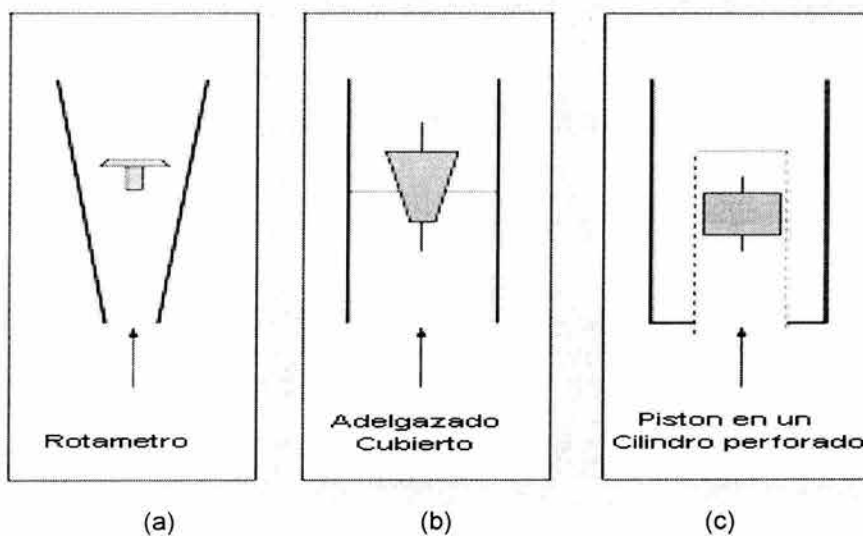 Rotametro
Adelgazado
Cubierto
Piston en un
Cilindro perforado
(a)
(b)
(c)